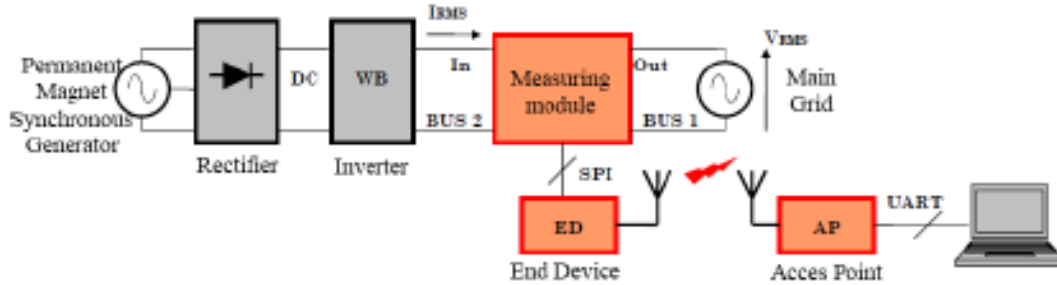 Permanent
Magnet
Synchronous
Generator
Rectifier
DC
WB
Inverter
IRMS
In
BUS 2
Measuring
module
Out
BUS 1
VRMS
Main
Grid
SPI
ED
End Device
AP
Acces Point
UART